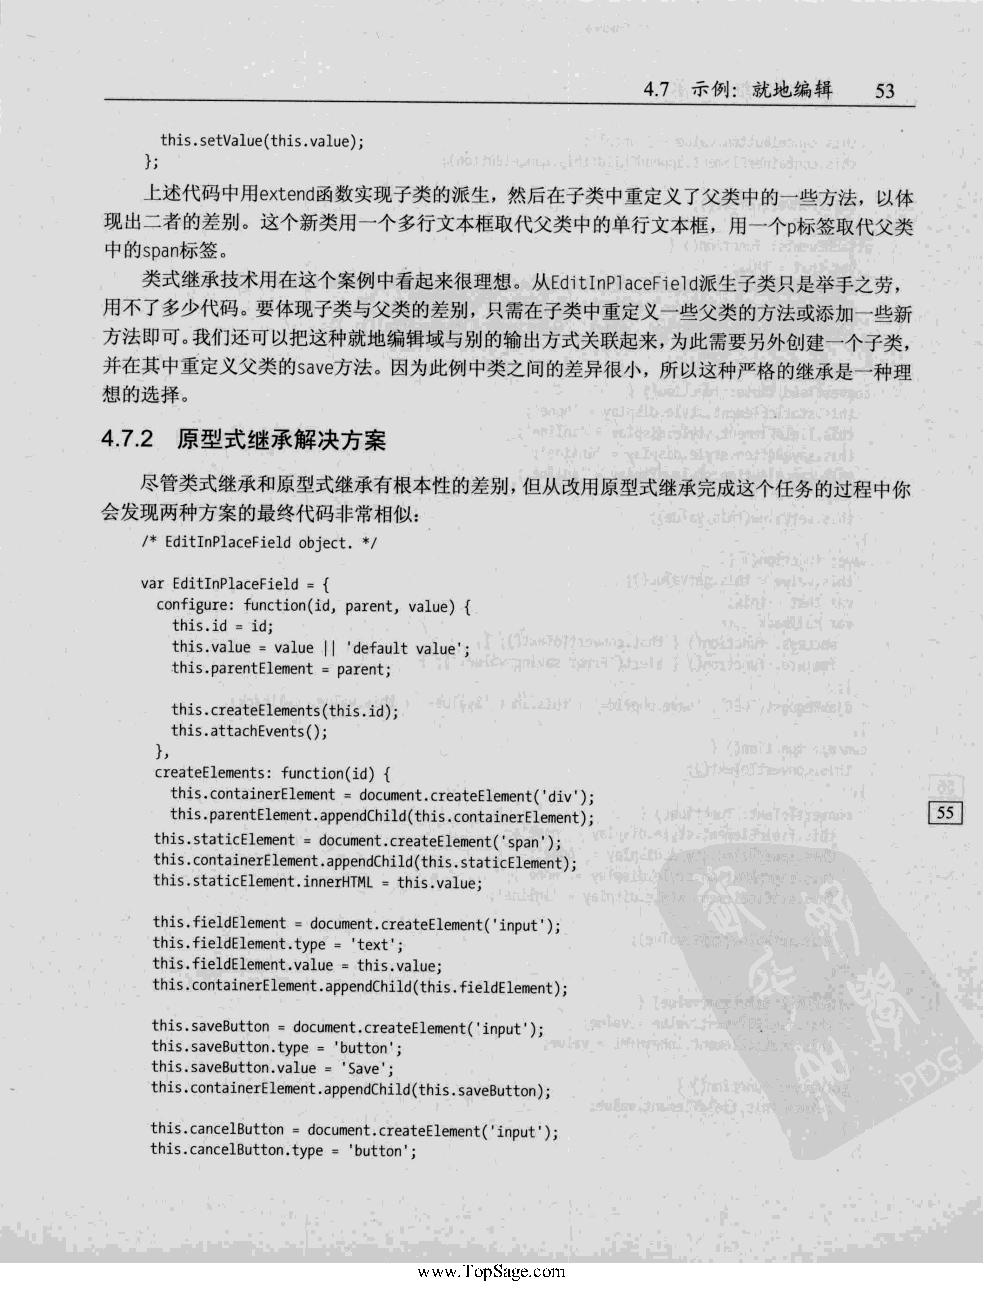 4.7 示例：就地编辑 53
this.setValue(this.value);
};
上述代码中用extend函数实现子类的派生，然后在子类中重定义了父类中的一些方法，以体
现出二者的差别。这个新类用一个多行文本框取代父类中的单行文本框，用一个p标签取代父类
中的span标签。
类式继承技术用在这个案例中看起来很理想。从EditInPlaceField派生子类只是举手之劳，
用不了多少代码。要体现子类与父类的差别，只需在子类中重定义一些父类的方法或添加一些新
方法即可。我们还可以把这种就地编辑域与别的输出方式关联起来，为此需要另外创建一个子类，
并在其中重定义父类的save方法。因为此例中类之间的差异很小，所以这种严格的继承是一种理
想的选择。
4.7.2 原型式继承解决方案
尽管类式继承和原型式继承有根本性的差别，但从改用原型式继承完成这个任务的过程中你
会发现两种方案的最终代码非常相似：
/* EditInPlaceField object. */
var EditInPlaceField = {
configure: function(id, parent, value) {
this.id = id;
this.value = value || 'default value';
this.parentElement = parent;
this.createElements(this.id);
this.attachEvents();
},
createElements: function(id) {
this.containerElement = document.createElement('div');
this.parentElement.appendChild(this.containerElement);
55
this.staticElement = document.createElement('span');
this.containerElement.appendChild(this.staticElement);
this.staticElement.innerHTML = this.value;
this.fieldElement = document.createElement('input');
this.fieldElement.type = 'text';
this.fieldElement.value = this.value;
this.containerElement.appendChild(this.fieldElement);
this.saveButton = document.createElement('input');
this.saveButton.type = 'button';
this.saveButton.value = 'Save';
this.containerElement.appendChild(this.saveButton);
this.cancelButton = document.createElement('input');
this.cancelButton.type = 'button';
PDG
www.TopSage.com